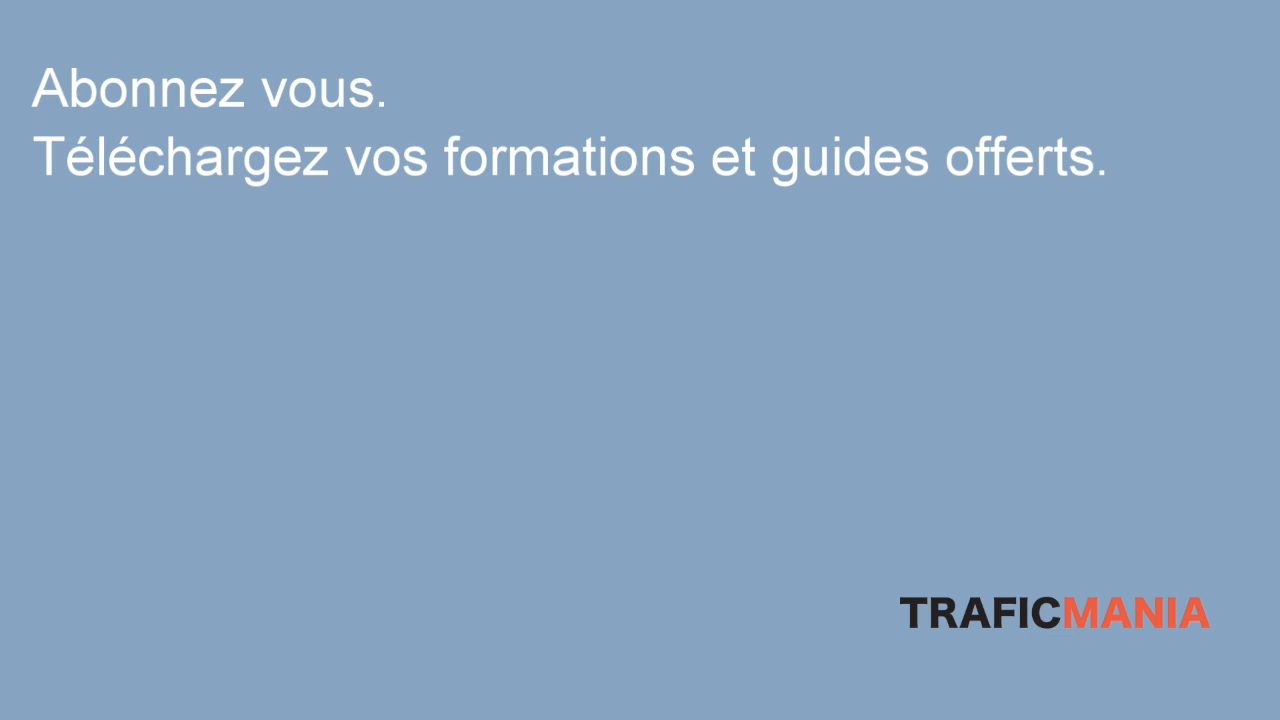 Abonnez vous.
Téléchargez vos formations et guides offerts.
TRAFICMANIA